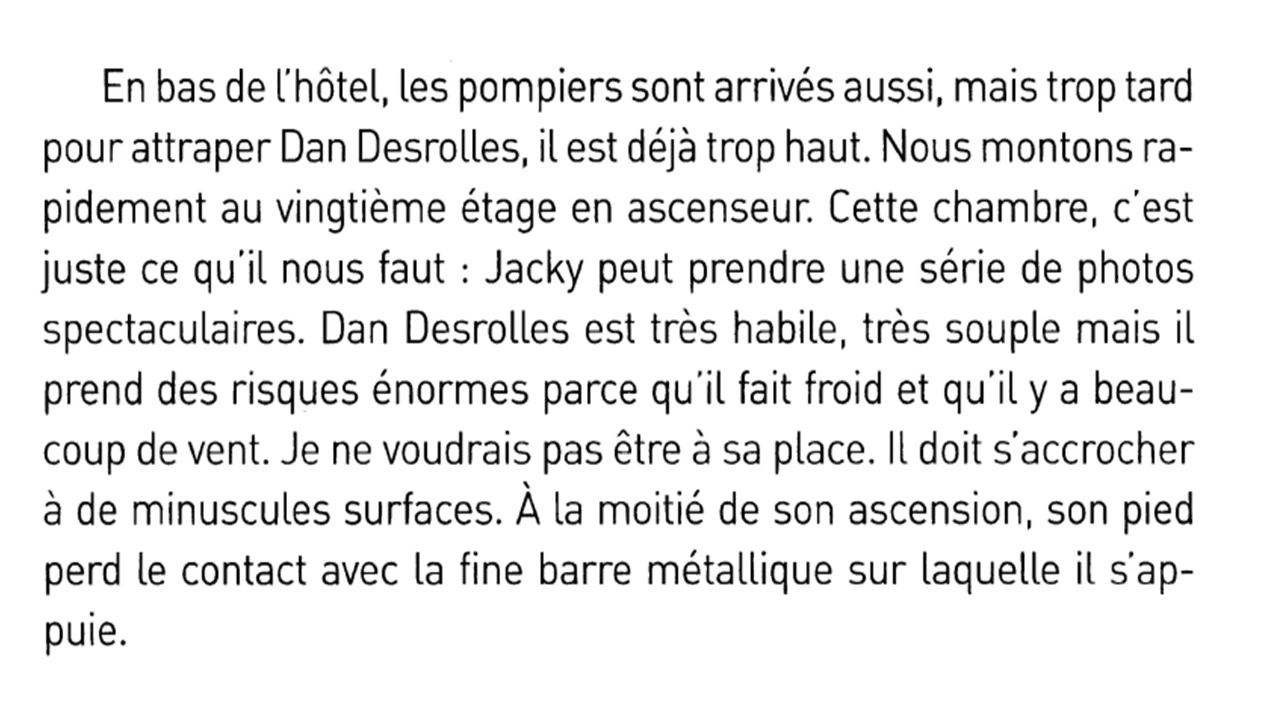 En bas de l'hôtel, les pompiers sont arrivés aussi, mais trop tard
pour attraper Dan Desrolles, il est déjà trop haut. Nous montons ra-
pidement au vingtième étage en ascenseur. Cette chambre, c'est
juste ce qu'il nous faut : Jacky peut prendre une série de photos
spectaculaires. Dan Desrolles est très habile, très souple mais il
prend des risques énormes parce qu'il fait froid et qu'il y a beau-
coup de vent. Je ne voudrais pas être à sa place. Il doit s'accrocher
à de minuscules surfaces. À la moitié de son ascension, son pied
perd le contact avec la fine barre métallique sur laquelle il s'ap-
puie.